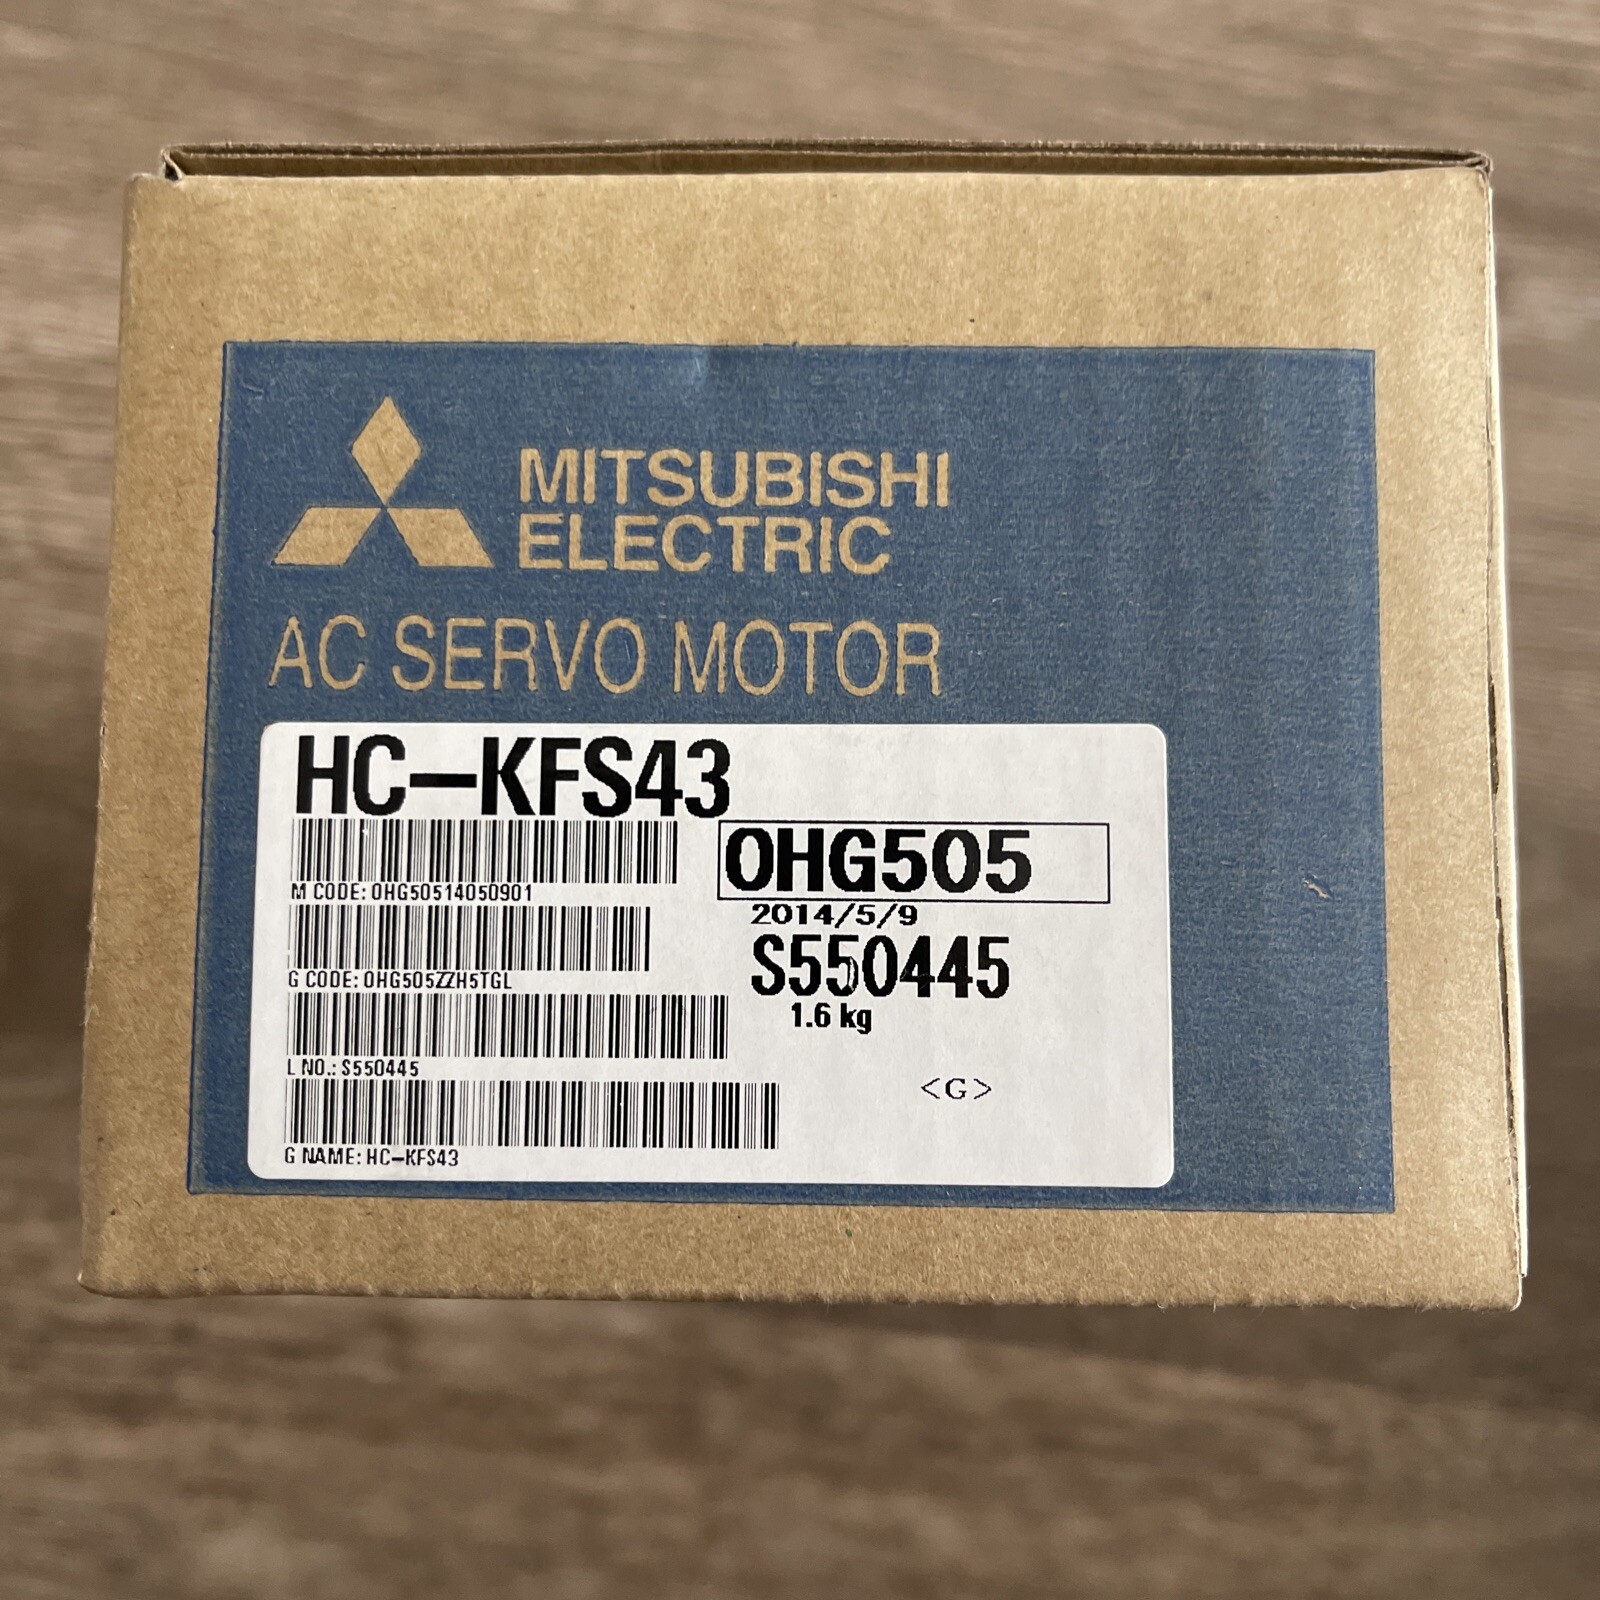 MITSUBISHI
ELECTRIC
AC SERVO MOTOR
HC-KFS43
M CODE: 0HG50514050901
0HG505
2014/5/9
G CODE: 0HG505ZZH5TGL
S550445
1.6 kg
L NO.: S550445
<G>
G NAME: HC-KFS43